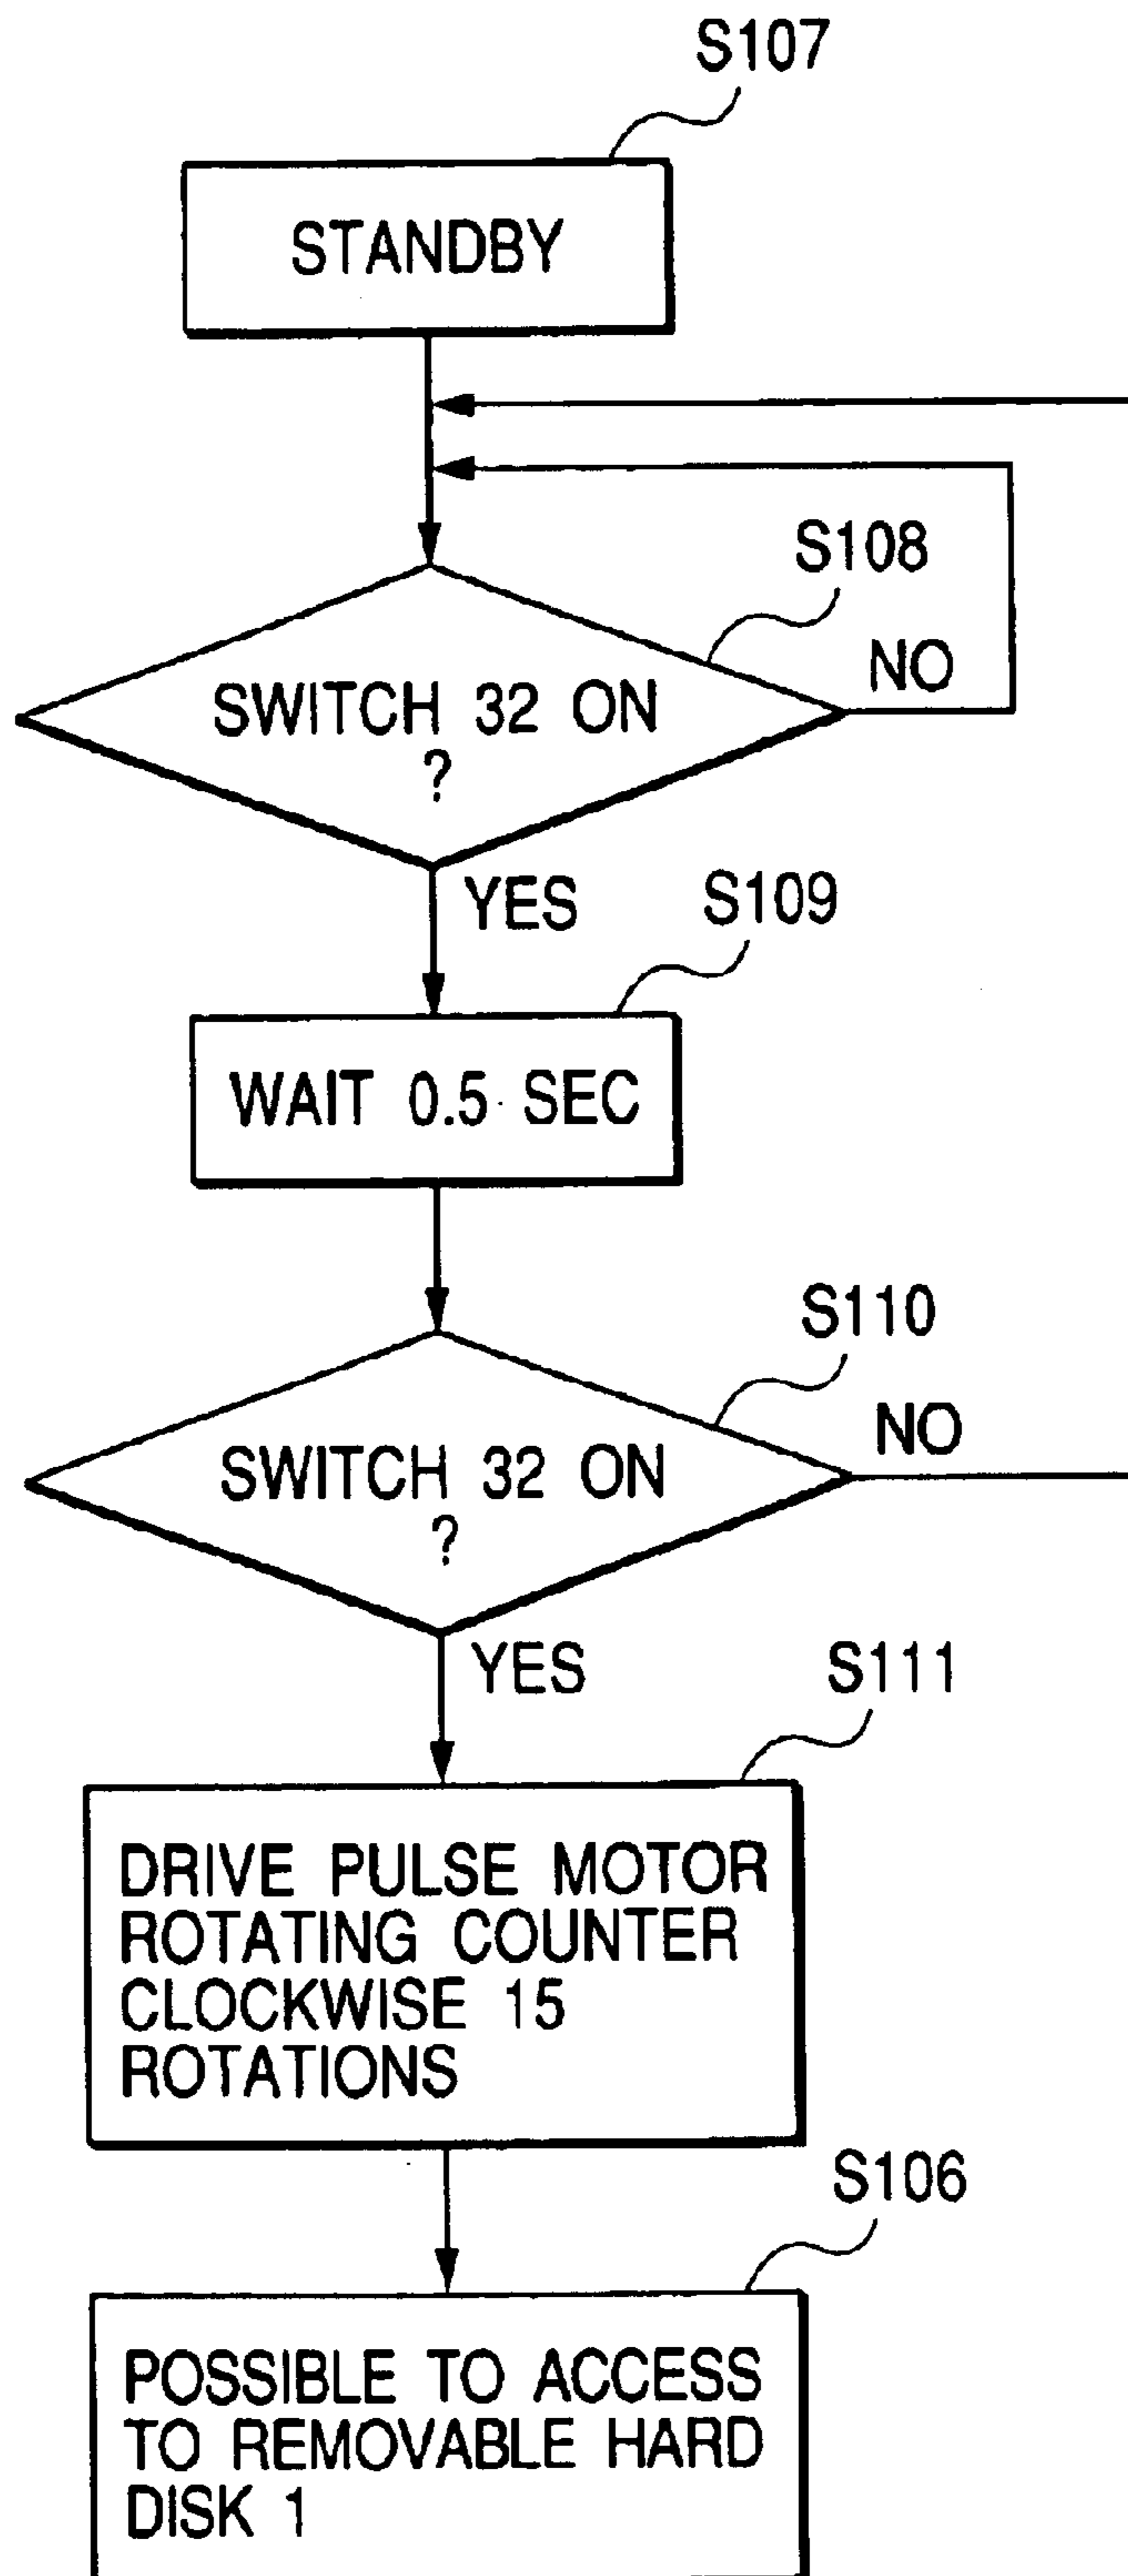 S107
STANDBY
S108
NO
SWITCH 32 ON
?
YES
S109
WAIT 0.5 SEC
S110
NO
SWITCH 32 ON
?
YES
S111
DRIVE PULSE MOTOR
ROTATING COUNTER
CLOCKWISE 15
ROTATIONS
S106
POSSIBLE TO ACCESS
TO REMOVABLE HARD
DISK 1